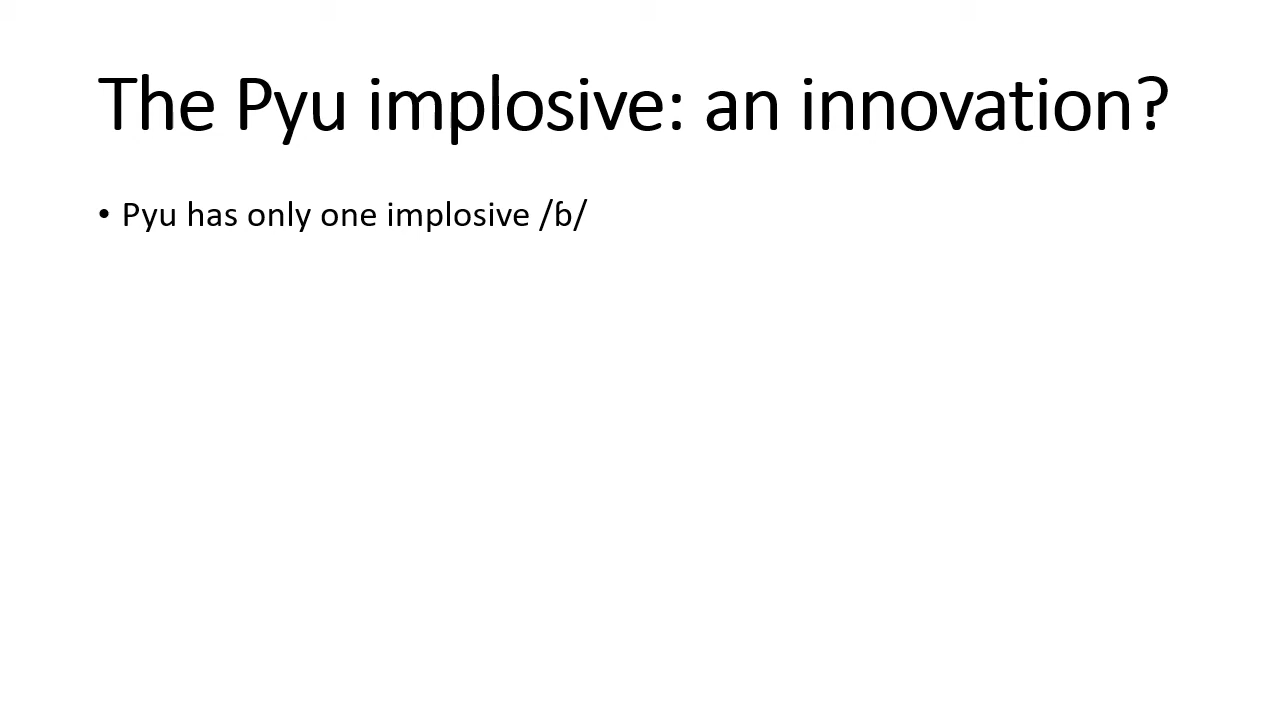 The Pyu implosive: an innovation?
• Pyu has only one implosive /ɓ/